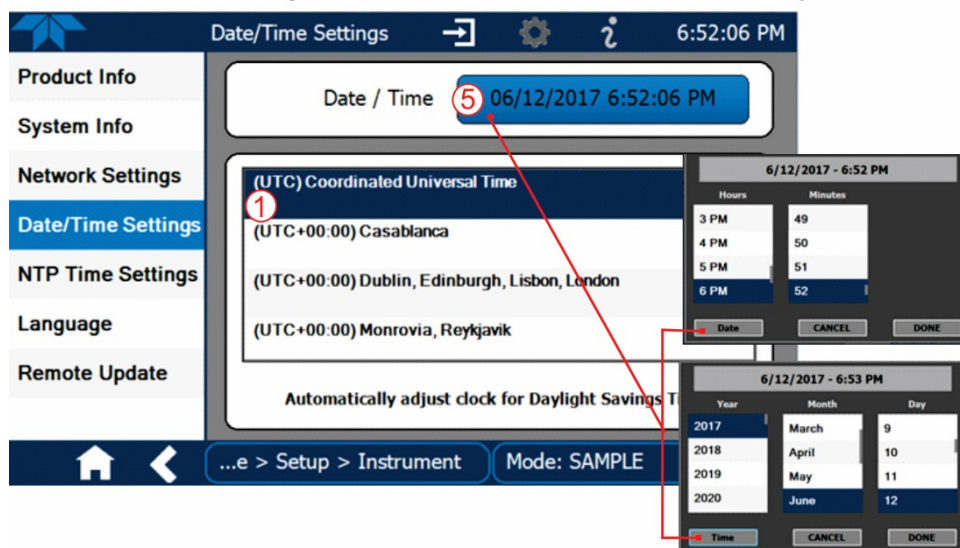 Date/Time Settings
6:52:06 PM
Product Info
System Info
Network Settings
Date/Time Settings
NTP Time Settings
Language
Remote Update
Date / Time
5
06/12/2017 6:52:06 PM
(UTC) Coordinated Universal Time
1
(UTC+00:00) Casablanca
(UTC+00:00) Dublin, Edinburgh, Lisbon, London
(UTC+00:00) Monrovia, Reykjavik
Automatically adjust clock for Daylight Savings T
...e > Setup > Instrument
Mode: SAMPLE
6/12/2017 - 6:52 PM
Hours Minutes
3 PM 49
4 PM 50
5 PM 51
6 PM 52
Date CANCEL DONE
6/12/2017 - 6:53 PM
Year Month Day
2017 March 9
2018 April 10
2019 May 11
2020 June 12
Time CANCEL DONE